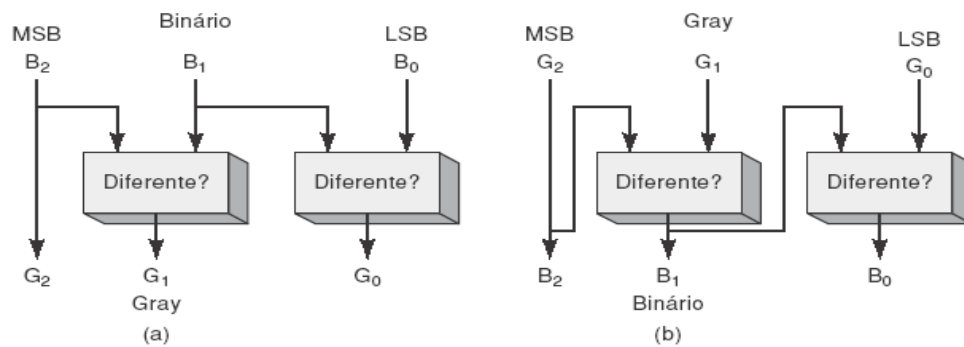 Binário
MSB
LSB
B₂
B₁
B₀
Diferente?
Diferente?
G₂
G₁
G₀
Gray
(a)
Gray
MSB
LSB
G₂
G₁
G₀
Diferente?
Diferente?
B₂
B₁
B₀
Binário
(b)